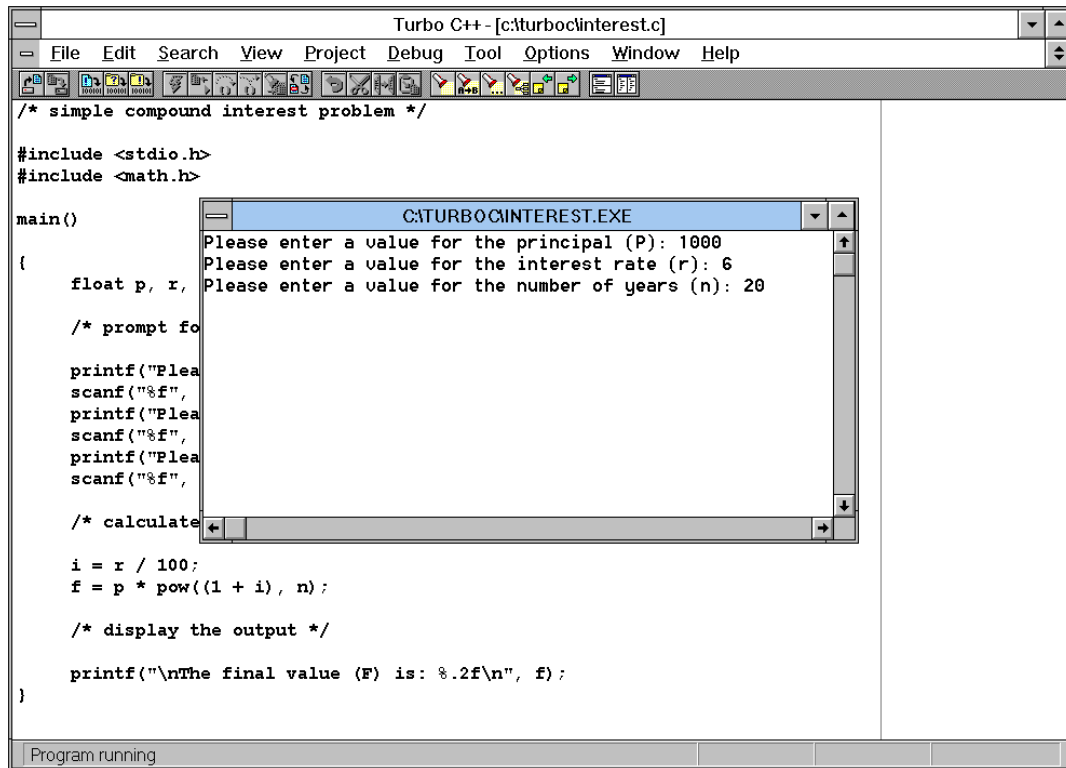 Turbo C++ - [c:\turboc\interest.c]
File Edit Search View Project Debug Tool Options Window Help
/* simple compound interest problem */
#include <stdio.h>
#include <math.h>
main()
{
float p, r,
/* prompt fo
printf("Plea
scanf("%f",
printf("Plea
scanf("%f",
printf("Plea
scanf("%f",
/* calculate
i = r / 100;
f = p * pow((1 + i), n);
/* display the output */
printf("\nThe final value (F) is: %.2f\n", f);
}
C:\TURBOC\INTEREST.EXE
Please enter a value for the principal (P): 1000
Please enter a value for the interest rate (r): 6
Please enter a value for the number of years (n): 20
Program running